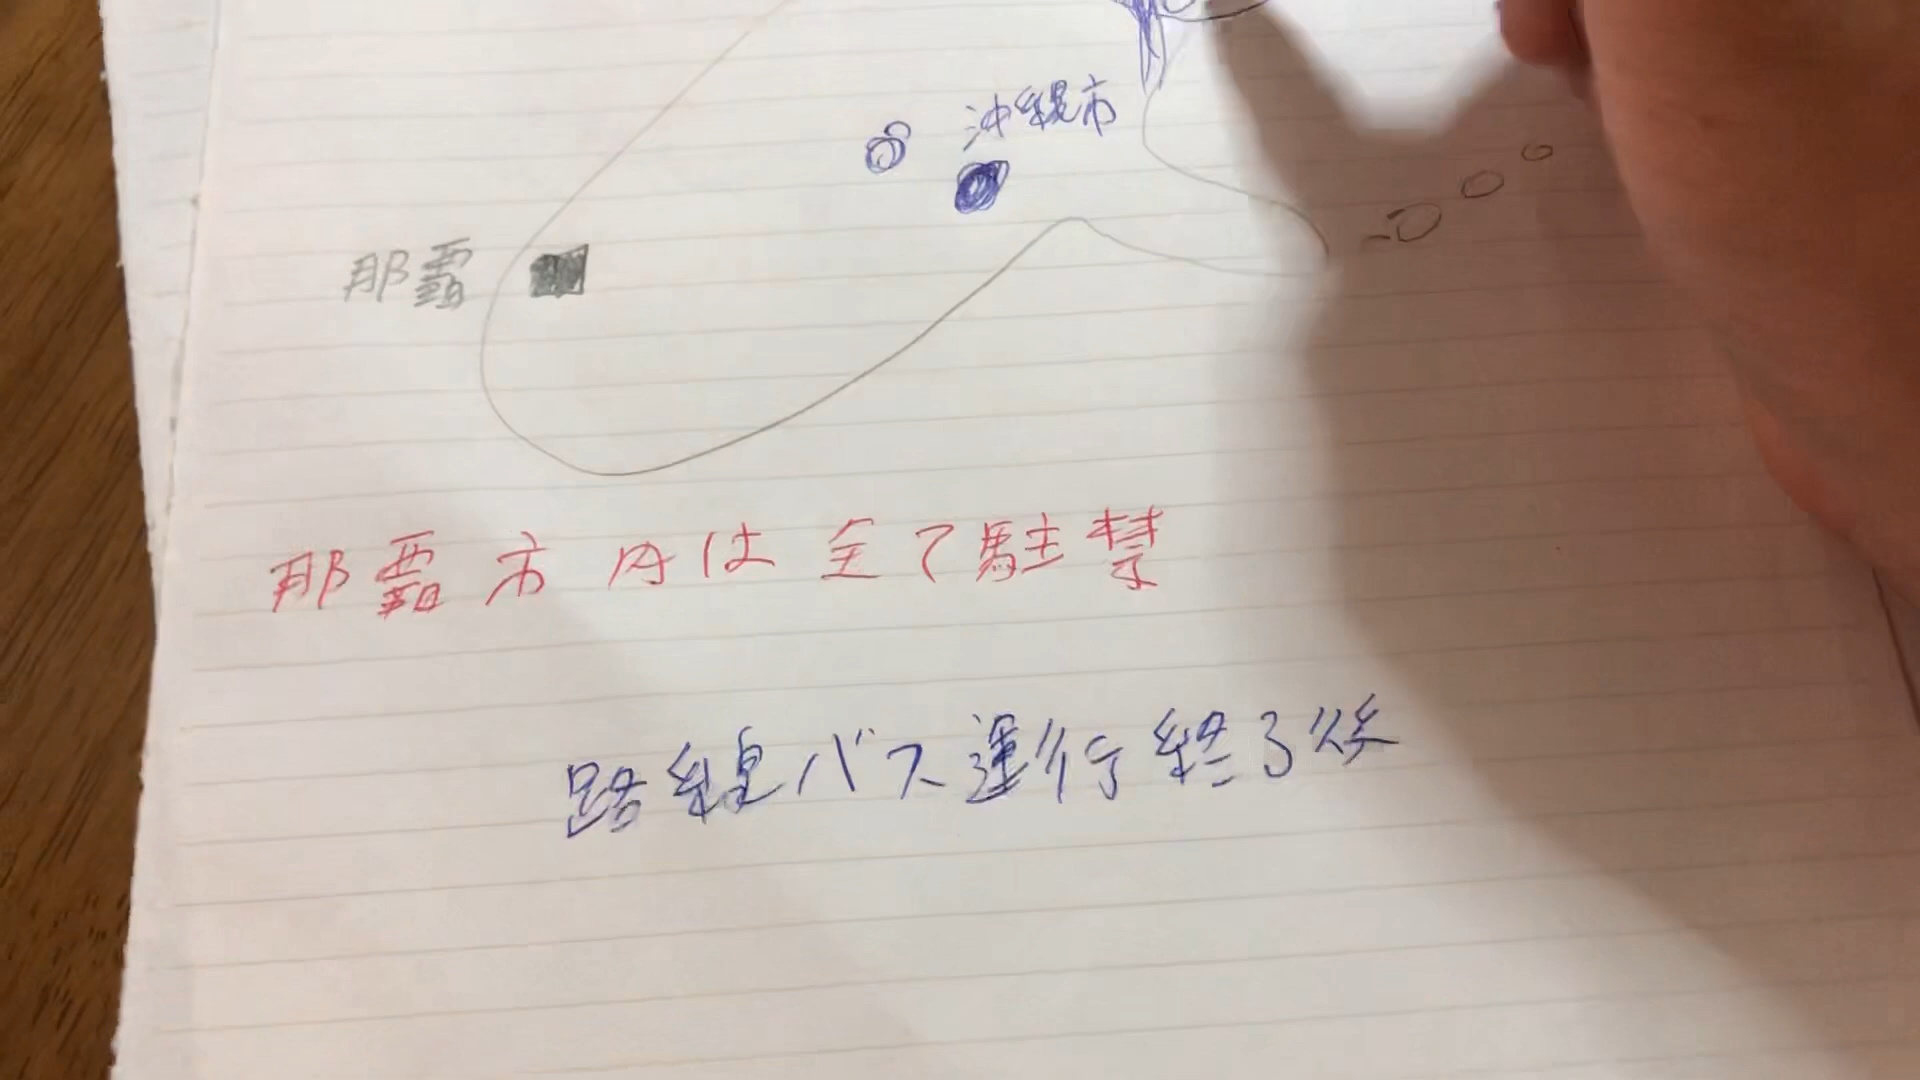 沖縄市
那覇
那覇市内は全て駐禁
路線バス運行終了後